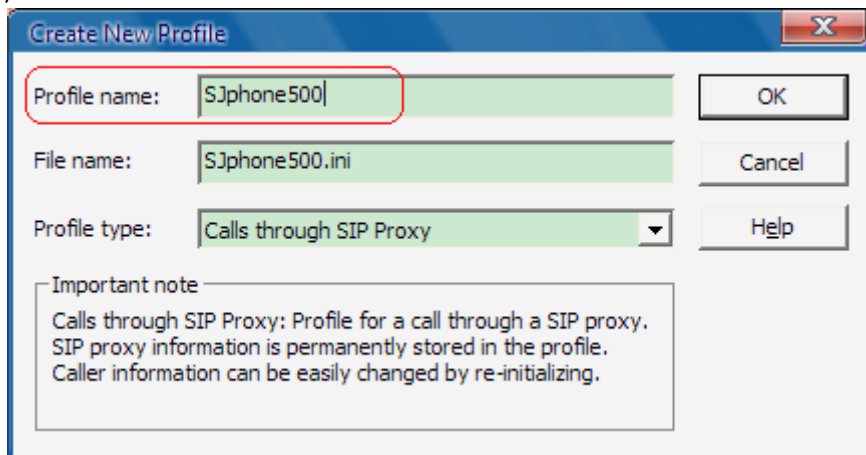 Create New Profile
Profile name: SJphone500
OK
File name: SJphone500.ini
Cancel
Profile type: Calls through SIP Proxy
Help
Important note
Calls through SIP Proxy: Profile for a call through a SIP proxy.
SIP proxy information is permanently stored in the profile.
Caller information can be easily changed by re-initializing.